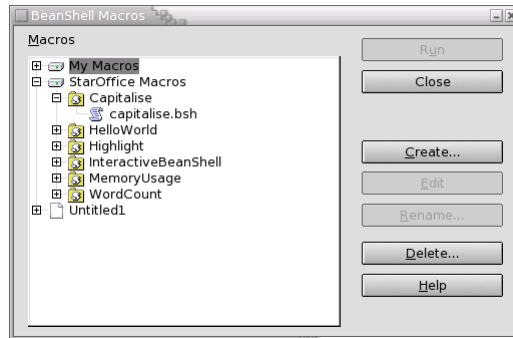 BeanShell Macros
Macros
My Macros
StarOffice Macros
Capitalise
capitalise.bsh
HelloWorld
Highlight
InteractiveBeanShell
MemoryUsage
WordCount
Untitled1
Run
Close
Create...
Edit
Rename...
Delete...
Help